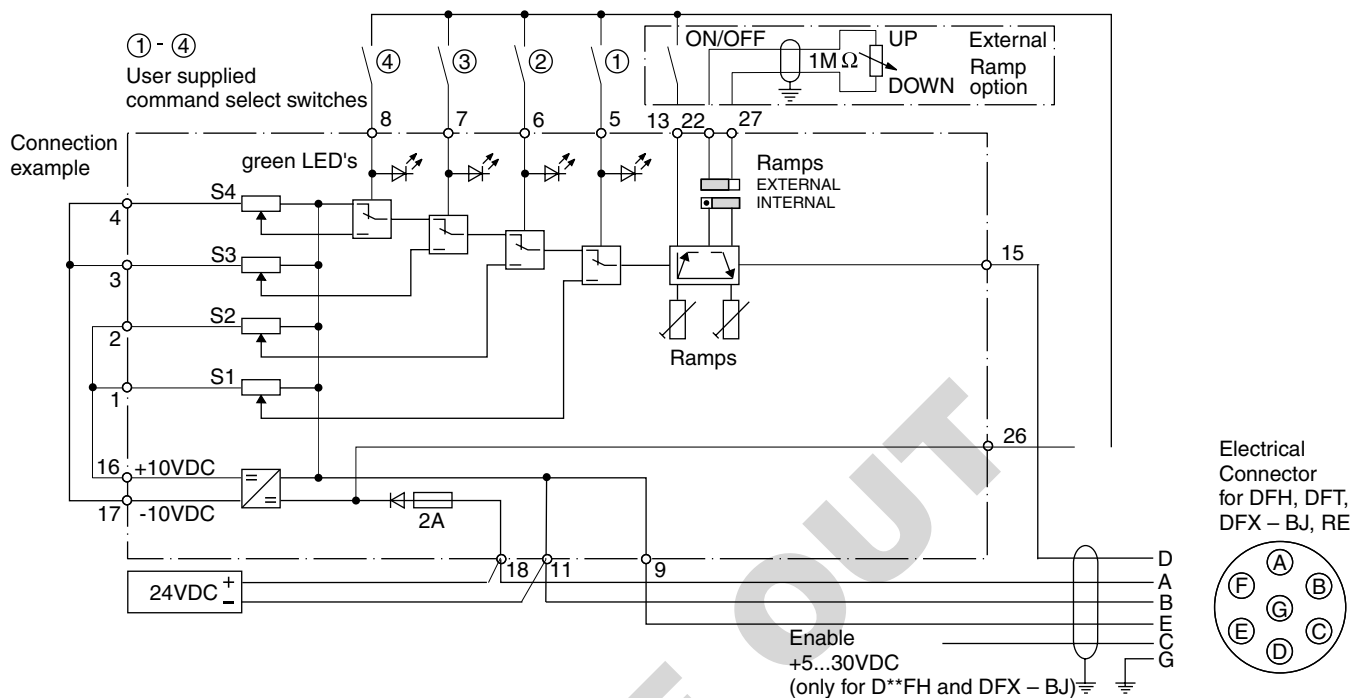 ① - ④
User supplied
command select switches
④
③
②
①
ON/OFF
1M Ω
UP
DOWN
External
Ramp
option
8
7
6
5
13 22 27
Connection
example
green LED's
Ramps
EXTERNAL
INTERNAL
S4
4
S3
3
S2
2
S1
1
15
Ramps
26
16 +10VDC
17 -10VDC
=
=
2A
18
11
9
24VDC + –
D
A
B
E
C
G
Enable
+5...30VDC
(only for D**FH and DFX – BJ)
Electrical
Connector
for DFH, DFT,
DFX – BJ, RE
A
F
B
G
E
C
D
OUT